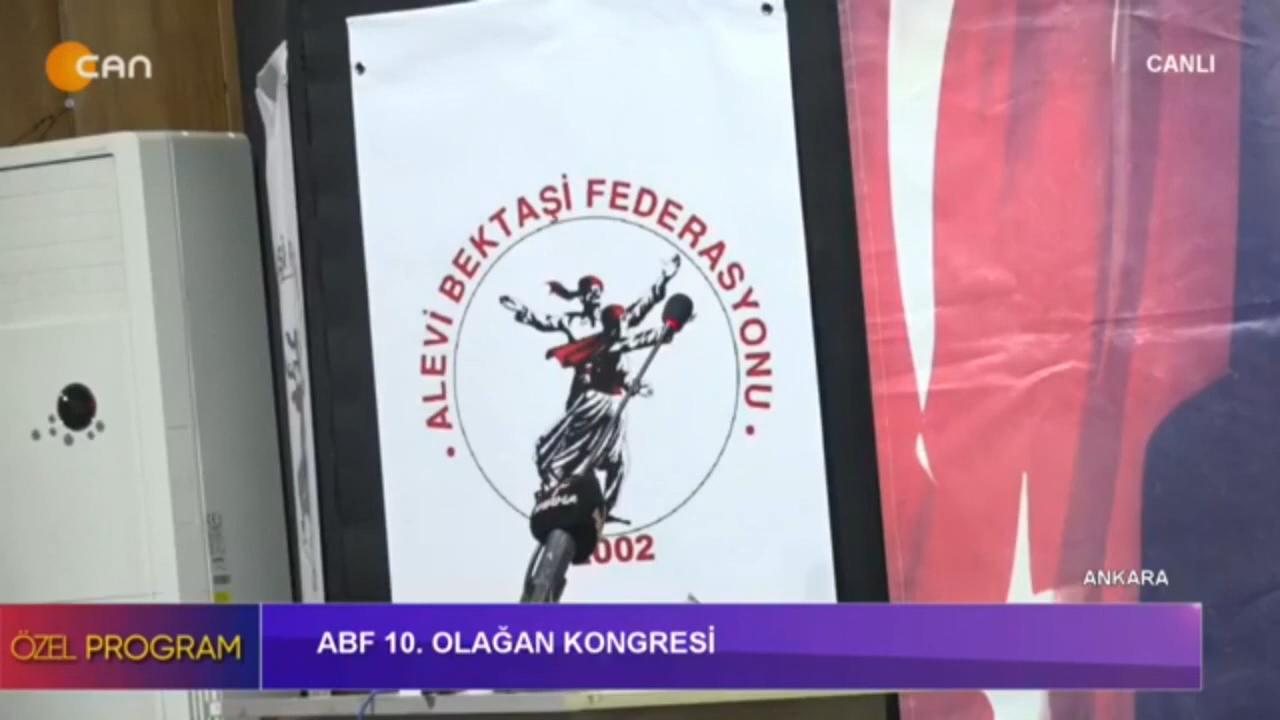 CAN
CANLI
• ALEVİ BEKTAŞİ FEDERASYONU •
2002
ANKARA
ÖZEL PROGRAM
ABF 10. OLAĞAN KONGRESİ